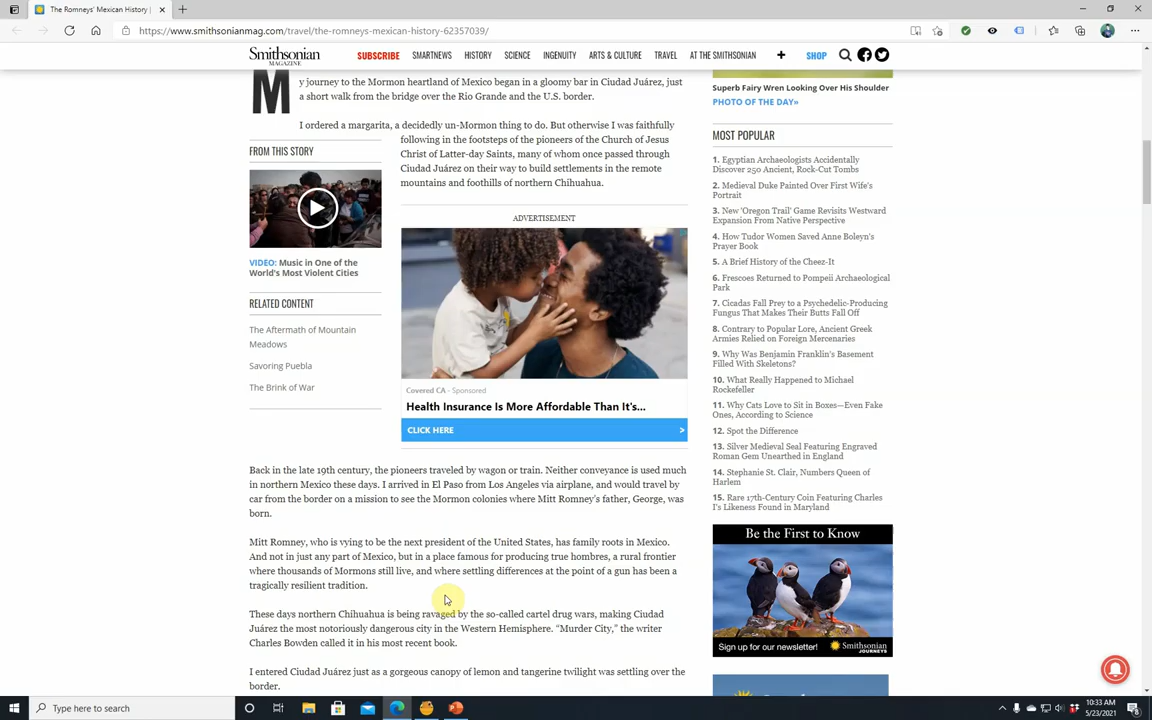 The Romneys' Mexican History |
https://www.smithsonianmag.com/travel/the-romneys-mexican-history-62357039/
Smithsonian
MAGAZINE
SUBSCRIBE
SMARTNEWS
HISTORY
SCIENCE
INGENUITY
ARTS & CULTURE
TRAVEL
AT THE SMITHSONIAN
SHOP
My journey to the Mormon heartland of Mexico began in a gloomy bar in Ciudad Juárez, just
a short walk from the bridge over the Rio Grande and the U.S. border.
I ordered a margarita, a decidedly un-Mormon thing to do. But otherwise I was faithfully
following in the footsteps of the pioneers of the Church of Jesus
Christ of Latter-day Saints, many of whom once passed through
Ciudad Juárez on their way to build settlements in the remote
mountains and foothills of northern Chihuahua.
FROM THIS STORY
VIDEO: Music in One of the
World's Most Violent Cities
RELATED CONTENT
The Aftermath of Mountain
Meadows
Savoring Puebla
The Brink of War
ADVERTISEMENT
Covered CA - Sponsored
Health Insurance Is More Affordable Than It's...
CLICK HERE >
Back in the late 19th century, the pioneers traveled by wagon or train. Neither conveyance is used much
in northern Mexico these days. I arrived in El Paso from Los Angeles via airplane, and would travel by
car from the border on a mission to see the Mormon colonies where Mitt Romney's father, George, was
born.
Mitt Romney, who is vying to be the next president of the United States, has family roots in Mexico.
And not in just any part of Mexico, but in a place famous for producing true hombres, a rural frontier
where thousands of Mormons still live, and where settling differences at the point of a gun has been a
tragically resilient tradition.
These days northern Chihuahua is being ravaged by the so-called cartel drug wars, making Ciudad
Juárez the most notoriously dangerous city in the Western Hemisphere. “Murder City,” the writer
Charles Bowden called it in his most recent book.
I entered Ciudad Juárez just as a gorgeous canopy of lemon and tangerine twilight was settling over the
border.
Superb Fairy Wren Looking Over His Shoulder
PHOTO OF THE DAY»
MOST POPULAR
1. Egyptian Archaeologists Accidentally
Discover 250 Ancient, Rock-Cut Tombs
2. Medieval Duke Painted Over First Wife's
Portrait
3. New 'Oregon Trail' Game Revisits Westward
Expansion From Native Perspective
4. How Tudor Women Saved Anne Boleyn's
Prayer Book
5. A Brief History of the Cheez-It
6. Frescoes Returned to Pompeii Archaeological
Park
7. Cicadas Fall Prey to a Psychedelic-Producing
Fungus That Makes Their Butts Fall Off
8. Contrary to Popular Lore, Ancient Greek
Armies Relied on Foreign Mercenaries
9. Why Was Benjamin Franklin's Basement
Filled With Skeletons?
10. What Really Happened to Michael
Rockefeller
11. Why Cats Love to Sit in Boxes—Even Fake
Ones, According to Science
12. Spot the Difference
13. Silver Medieval Seal Featuring Engraved
Roman Gem Unearthed in England
14. Stephanie St. Clair, Numbers Queen of
Harlem
15. Rare 17th-Century Coin Featuring Charles
I's Likeness Found in Maryland
Be the First to Know
Sign up for our newsletter!
Smithsonian
JOURNEYS
Type here to search
10:33 AM
5/23/2021
8